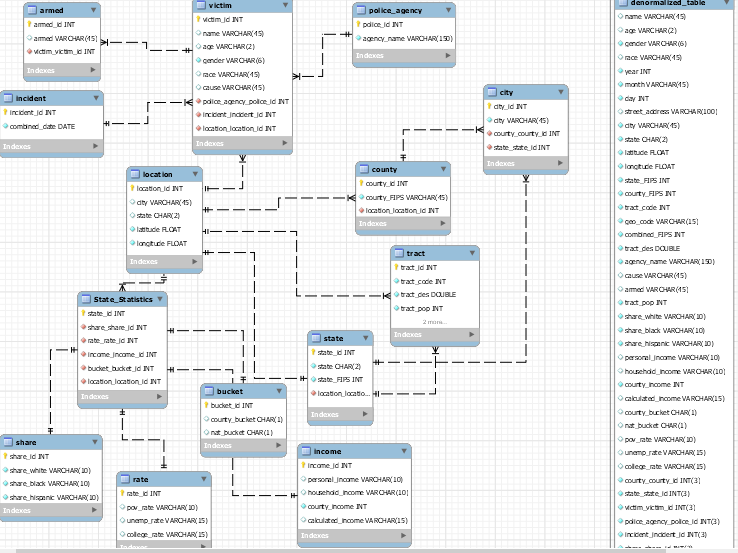 armed
armed_id INT
armed VARCHAR(45)
victim_victim_id INT
Indexes
victim
victim_id INT
name VARCHAR(45)
age VARCHAR(2)
gender VARCHAR(6)
race VARCHAR(45)
cause VARCHAR(45)
police_agency_police_id INT
incident_incident_id INT
location_location_id INT
Indexes
police_agency
police_id INT
agency_name VARCHAR(150)
Indexes
incident
incident_id INT
combined_date DATE
Indexes
city
city_id INT
city VARCHAR(45)
county_county_id INT
state_state_id INT
Indexes
location
location_id INT
city VARCHAR(45)
state CHAR(2)
latitude FLOAT
longitude FLOAT
Indexes
county
county_id INT
county_FIPS VARCHAR(45)
location_location_id INT
Indexes
tract
tract_id INT
tract_code INT
tract_des DOUBLE
tract_pop INT
2 more...
Indexes
State_Statistics
state_id INT
share_share_id INT
rate_rate_id INT
income_income_id INT
bucket_bucket_id INT
location_location_id INT
Indexes
state
state_id INT
state CHAR(2)
state_FIPS INT
location_locatio...
Indexes
bucket
bucket_id INT
county_bucket CHAR(1)
nat_bucket CHAR(1)
Indexes
share
share_id INT
share_white VARCHAR(10)
share_black VARCHAR(10)
share_hispanic VARCHAR(10)
Indexes
rate
rate_id INT
pov_rate VARCHAR(10)
unemp_rate VARCHAR(15)
college_rate VARCHAR(15)
Indexes
income
income_id INT
personal_income VARCHAR(10)
household_income VARCHAR(10)
county_income INT
calculated_income VARCHAR(15)
Indexes
denormalized_table
name VARCHAR(45)
age VARCHAR(2)
gender VARCHAR(6)
race VARCHAR(45)
year INT
month VARCHAR(45)
day INT
street_address VARCHAR(100)
city VARCHAR(45)
state CHAR(2)
latitude FLOAT
longitude FLOAT
state_FIPS INT
county_FIPS INT
tract_code INT
geo_code VARCHAR(15)
combined_FIPS INT
tract_des DOUBLE
agency_name VARCHAR(150)
cause VARCHAR(45)
armed VARCHAR(45)
tract_pop INT
share_white VARCHAR(10)
share_black VARCHAR(10)
share_hispanic VARCHAR(10)
personal_income VARCHAR(10)
household_income VARCHAR(10)
county_income INT
calculated_income VARCHAR(15)
county_bucket CHAR(1)
nat_bucket CHAR(1)
pov_rate VARCHAR(10)
unemp_rate VARCHAR(15)
college_rate VARCHAR(15)
county_county_id INT(3)
state_state_id INT(3)
victim_victim_id INT(3)
police_agency_police_id INT(3)
incident_incident_id INT(3)